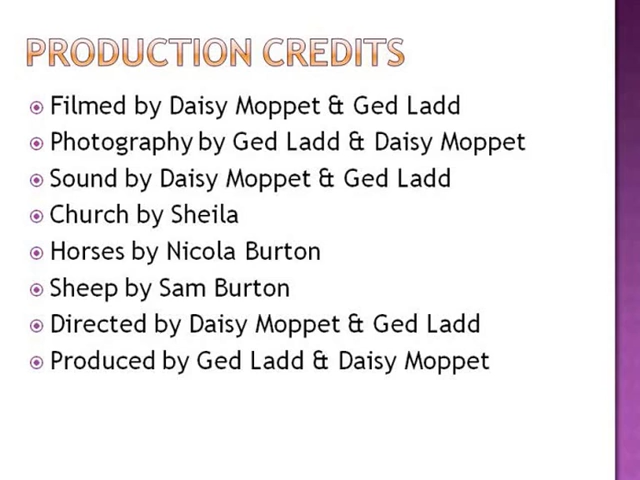 PRODUCTION CREDITS
Filmed by Daisy Moppet & Ged Ladd
Photography by Ged Ladd & Daisy Moppet
Sound by Daisy Moppet & Ged Ladd
Church by Sheila
Horses by Nicola Burton
Sheep by Sam Burton
Directed by Daisy Moppet & Ged Ladd
Produced by Ged Ladd & Daisy Moppet